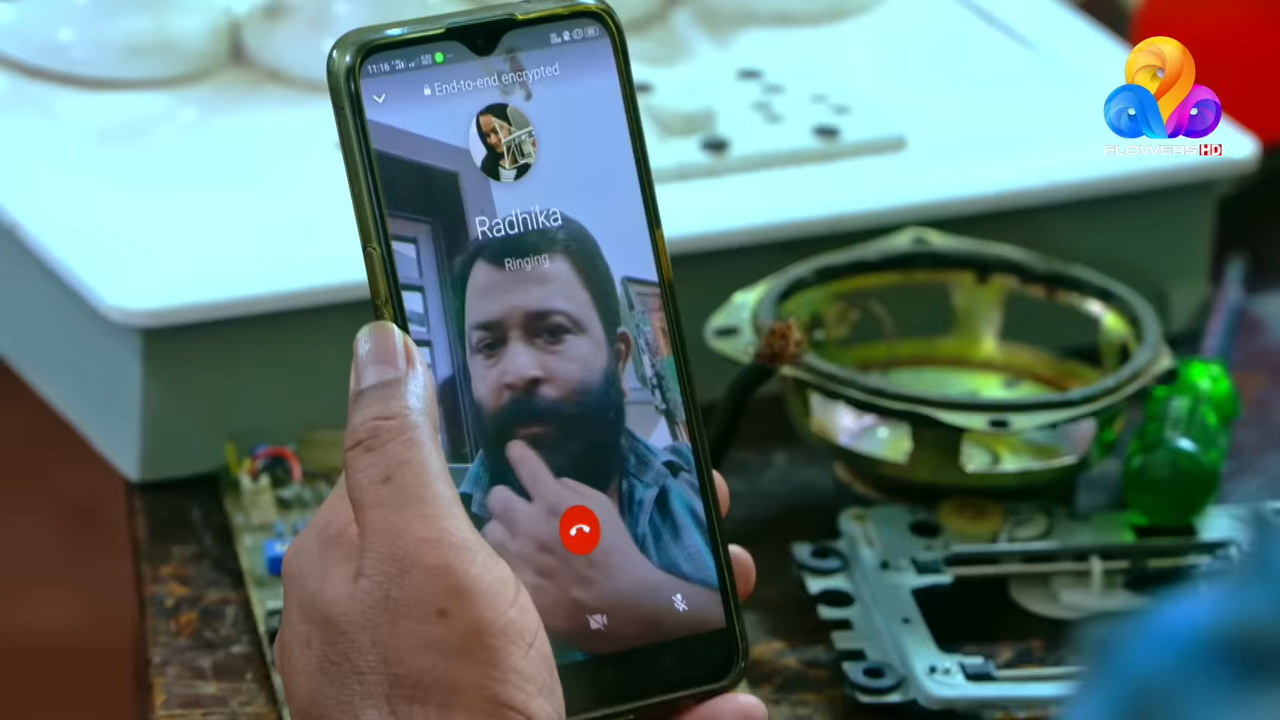 11:16
End-to-end encrypted
Radhika
Ringing
FLOWERS HD